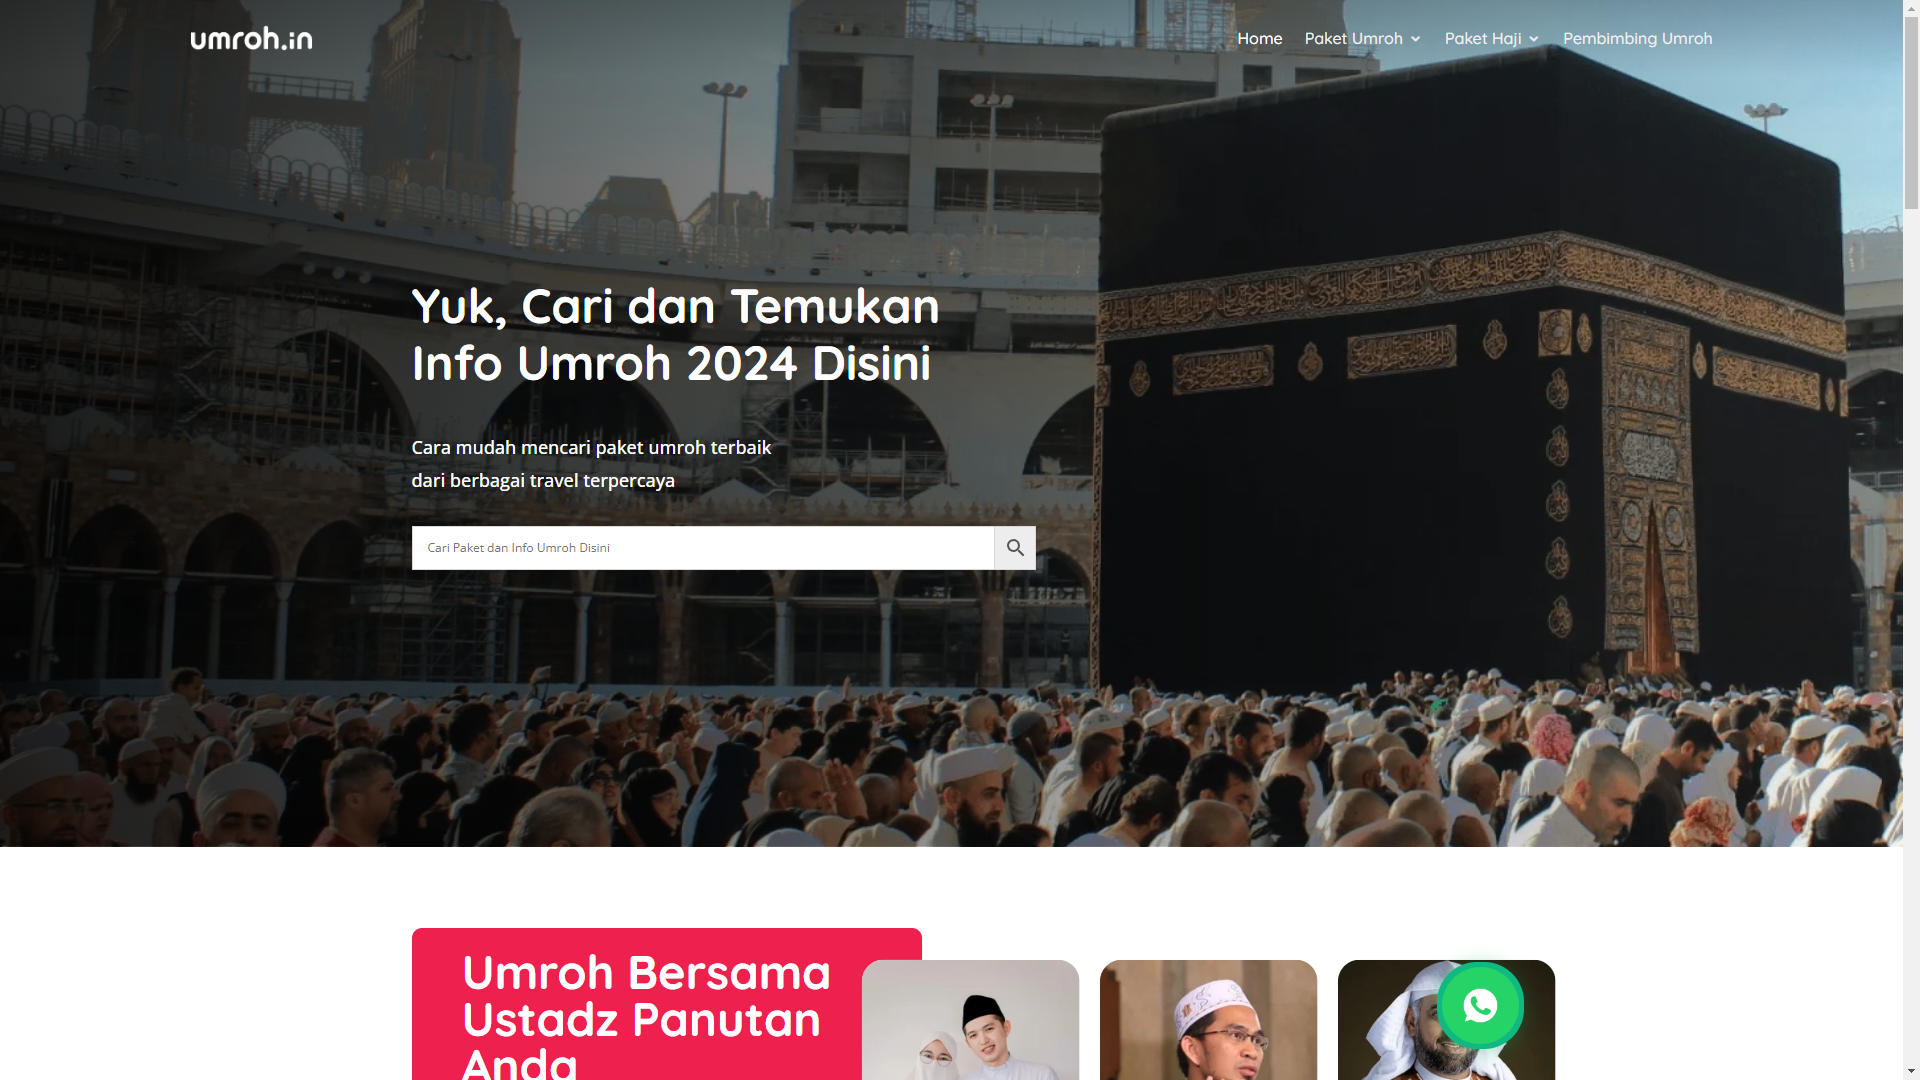 umroh.in
Home
Paket Umroh
Paket Haji
Pembimbing Umroh
Yuk, Cari dan Temukan
Info Umroh 2024 Disini
Cara mudah mencari paket umroh terbaik
dari berbagai travel terpercaya
Cari Paket dan Info Umroh Disini
Umroh Bersama
Ustadz Panutan
Anda